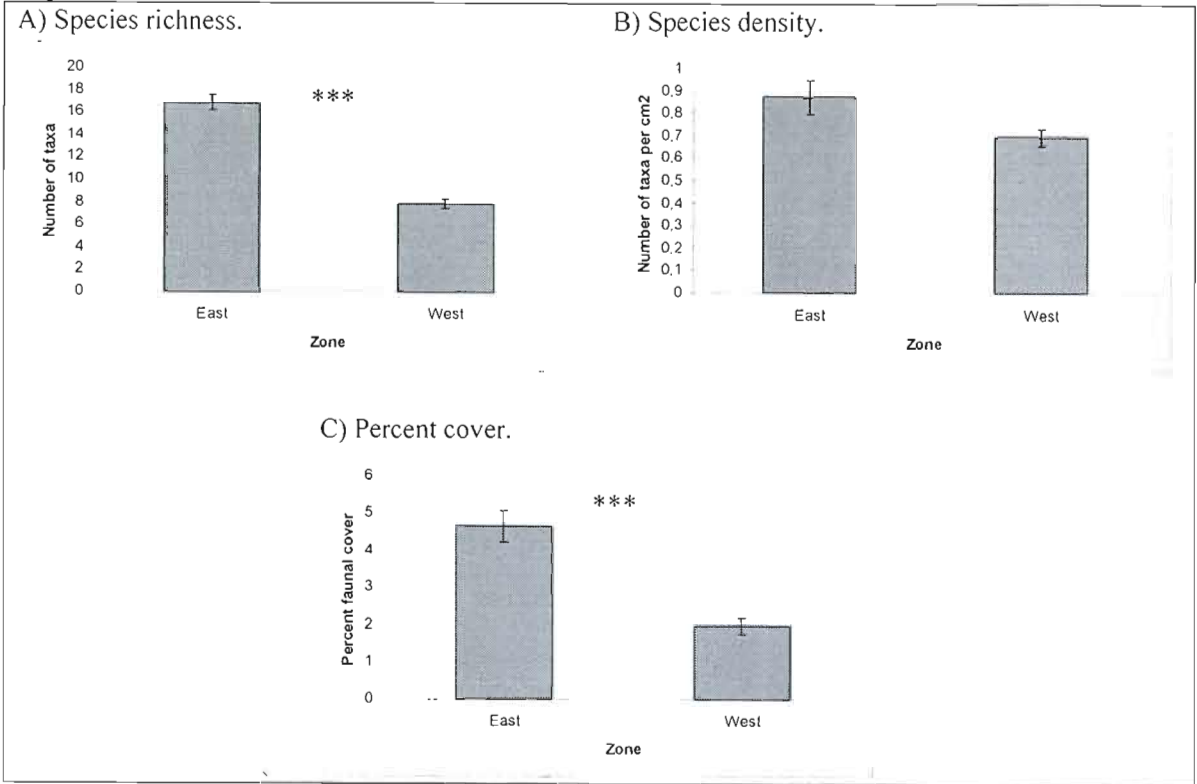 A) Species richness.
Number of taxa
20
18
16
14
12
10
8
6
4
2
0
***
East
West
Zone
B) Species density.
Number of taxa per cm2
1
0,9
0,8
0,7
0,6
0,5
0,4
0,3
0,2
0,1
0
East
West
Zone
C) Percent cover.
Percent faunal cover
6
5
4
3
2
1
0
***
East
West
Zone